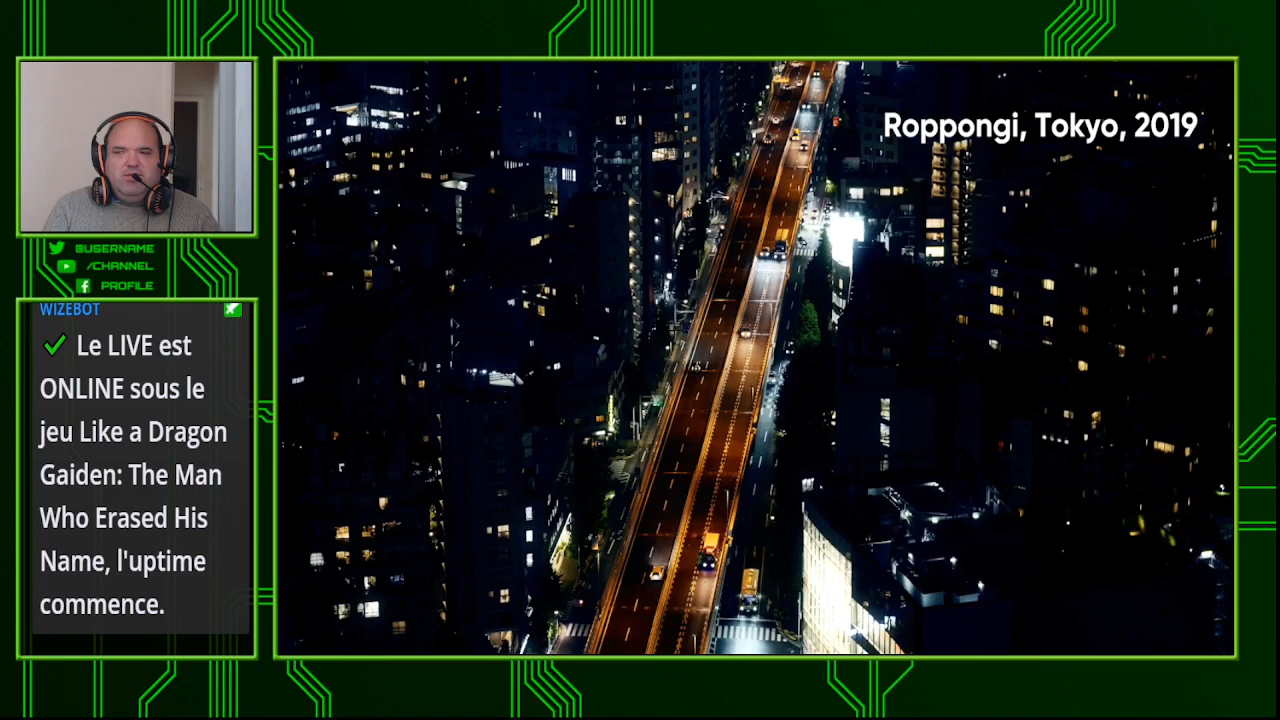 Roppongi, Tokyo, 2019
@USERNAME
/CHANNEL
PROFILE
WIZEBOT
Le LIVE est
ONLINE sous le
jeu Like a Dragon
Gaiden: The Man
Who Erased His
Name, l'uptime
commence.